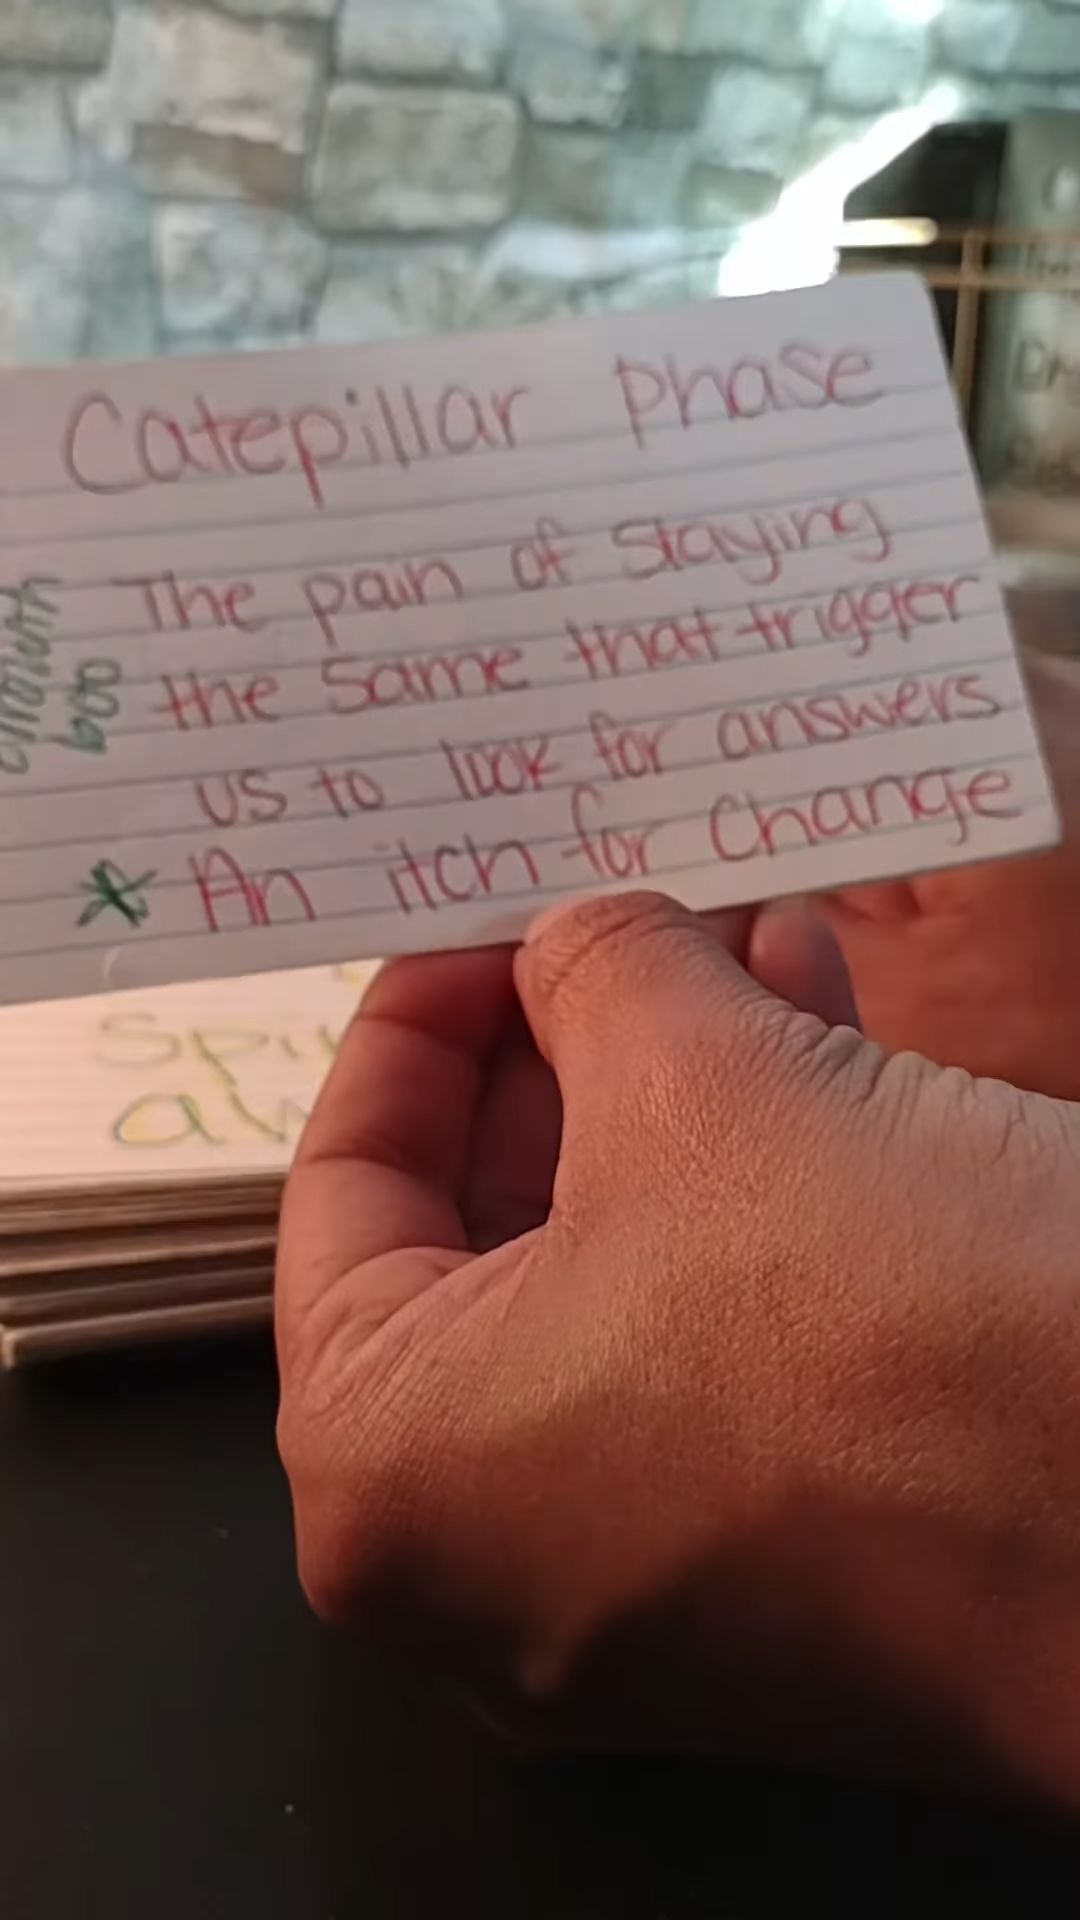 Catepillar Phase
The pain of Staying
the Same that trigger
us to look for answers
* An itch for Change